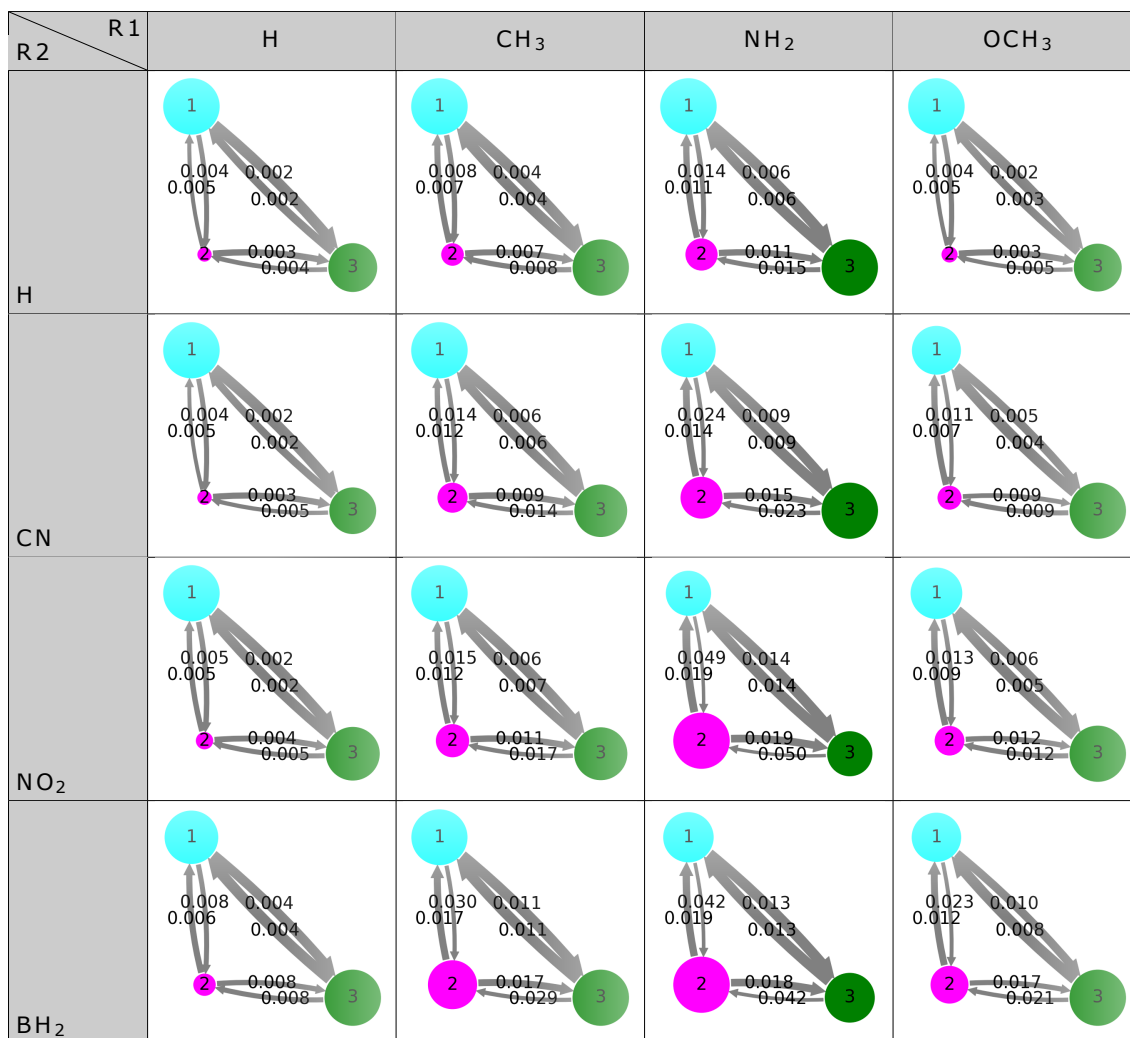 R1
R2
H CH₃ NH₂ OCH₃
H
1 0.004 0.002 0.005 0.002 2 0.003 0.004 3
1 0.008 0.004 0.007 0.004 2 0.007 0.008 3
1 0.014 0.006 0.011 0.006 2 0.011 0.015 3
1 0.004 0.002 0.005 0.003 2 0.003 0.005 3
CN
1 0.004 0.002 0.005 0.002 2 0.003 0.005 3
1 0.014 0.006 0.012 0.006 2 0.009 0.014 3
1 0.024 0.009 0.014 0.009 2 0.015 0.023 3
1 0.011 0.005 0.007 0.004 2 0.009 0.009 3
NO₂
1 0.005 0.002 0.005 0.002 2 0.004 0.005 3
1 0.015 0.006 0.012 0.007 2 0.011 0.017 3
1 0.049 0.014 0.019 0.014 2 0.019 0.050 3
1 0.013 0.006 0.009 0.005 2 0.012 0.012 3
BH₂
1 0.008 0.004 0.006 0.004 2 0.008 0.008 3
1 0.030 0.011 0.017 0.011 2 0.017 0.029 3
1 0.042 0.013 0.019 0.013 2 0.018 0.042 3
1 0.023 0.010 0.012 0.008 2 0.017 0.021 3